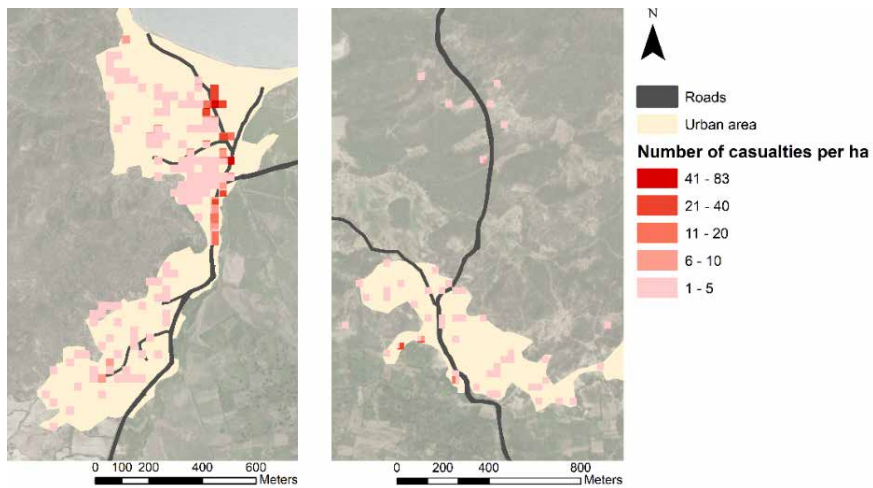 N
Roads
Urban area
Number of casualties per ha
41 - 83
21 - 40
11 - 20
6 - 10
1 - 5
0 100 200 400 600
Meters
0 200 400 800
Meters